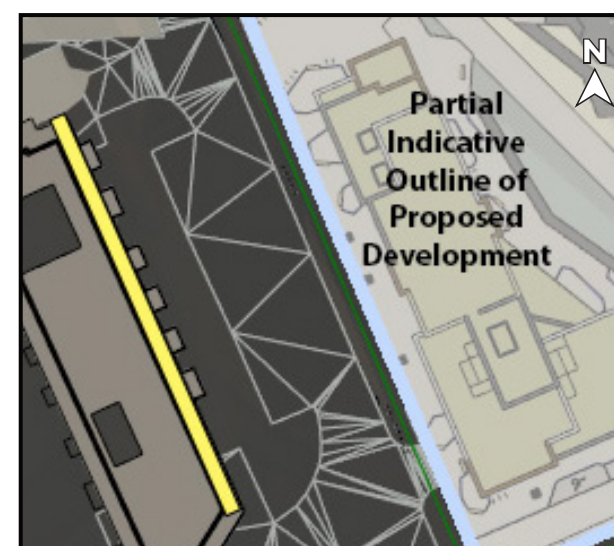 N
Partial
Indicative
Outline of
Proposed
Development